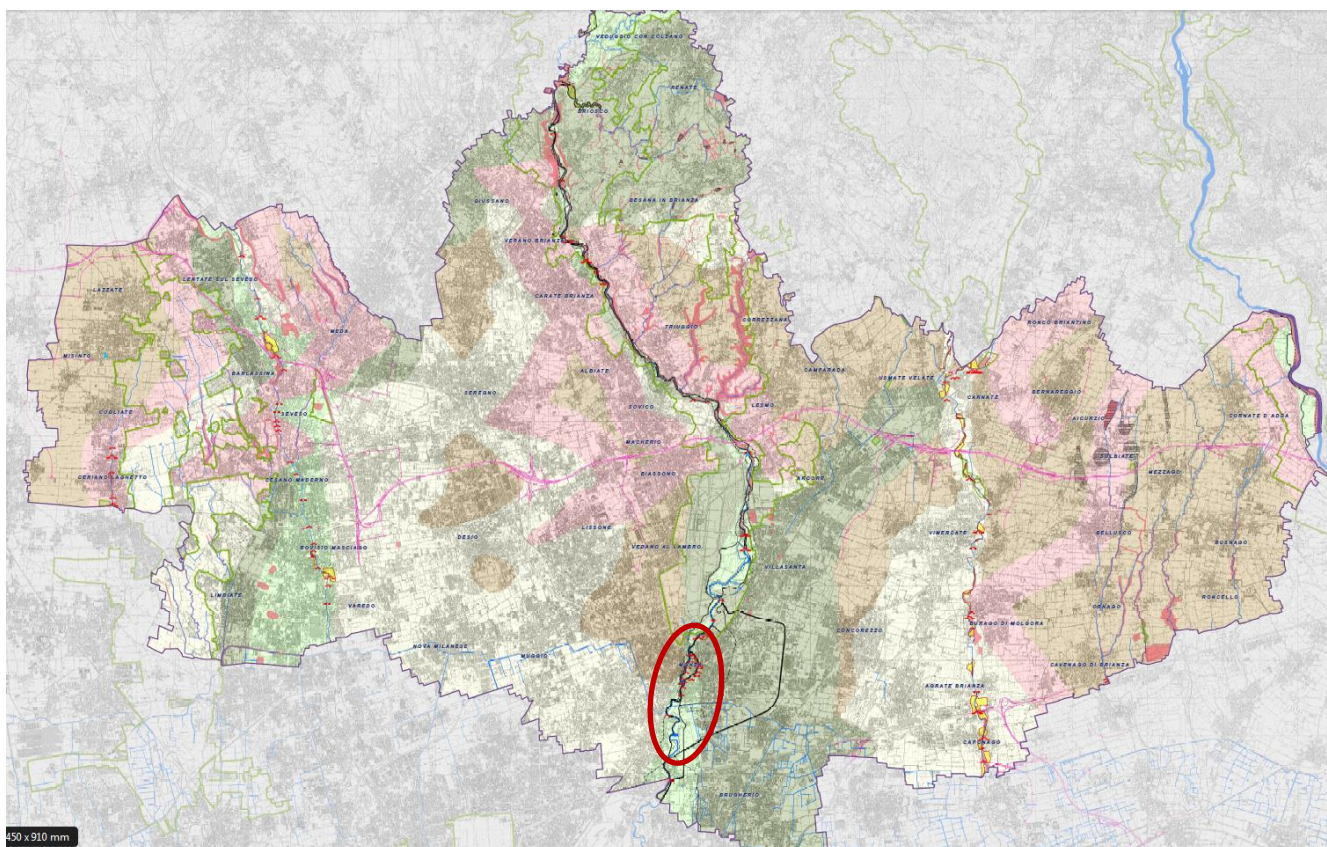 VEDUGGIO CON COLZANO
RENATE
BRIOSCO
GIUSSANO
BESANA IN BRIANZA
VERANO BRIANZA
LENTATE SUL SEVESO
LAZZATE
CARATE BRIANZA
CORREZZANA
RONCO BRIANTINO
TRIUGGIO
MEDA
MISINTO
BARLASSINA
ALBIATE
CAMPARADA
USMATE VELATE
BERNAREGGIO
SEREGNO
CARNATE
COGLIATE
SEVESO
SOVICO
LESMO
AICURZIO
CORNATE D'ADDA
MACHERIO
SULBIATE
CERIANO LAGHETTO
CESANO MADERNO
BIASSONO
ARCORE
MEZZAGO
LISSONE
DESIO
VIMERCATE
BELLUSCO
BUSNAGO
BOVISIO MASCIAGO
VEDANO AL LAMBRO
VILLASANTA
LIMBIATE
VAREDO
ORNAGO
RONCELLO
NOVA MILANESE
MUGGIO'
CONCOREZZO
BURAGO DI MOLGORA
CAVENAGO DI BRIANZA
AGRATE BRIANZA
CAPONAGO
BRUGHERIO
450 x 910 mm